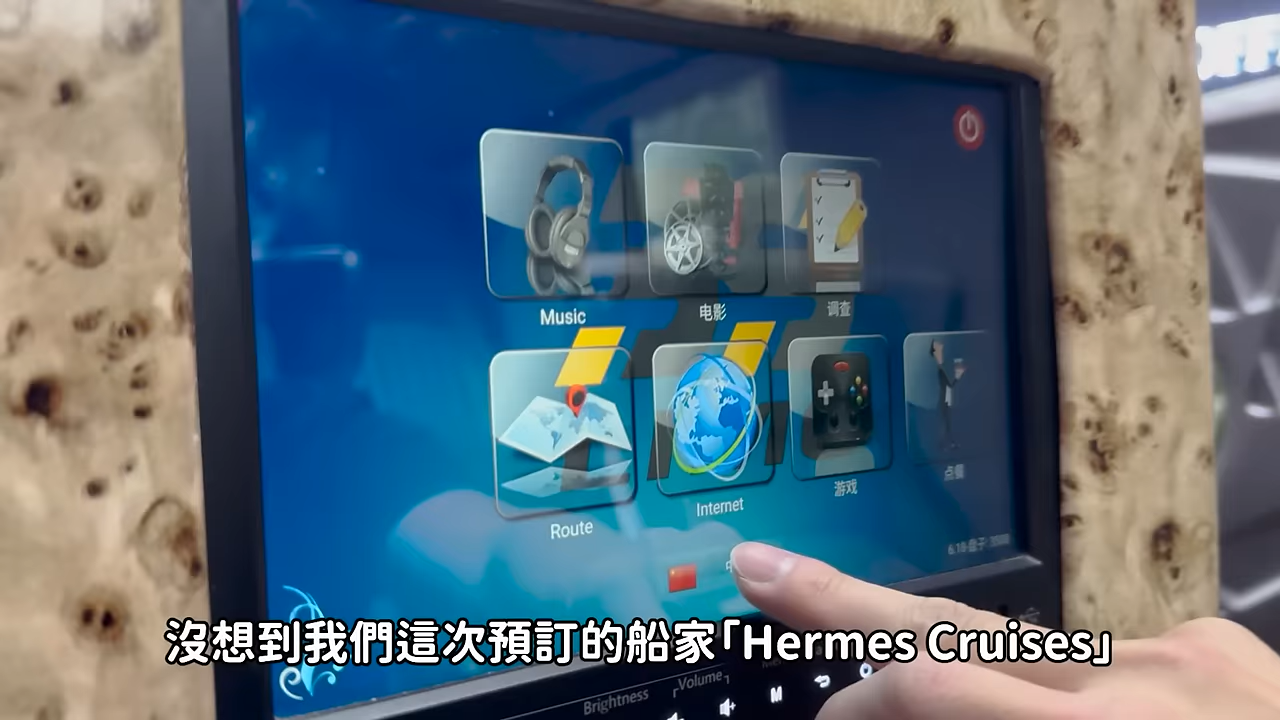 Music
电影
调查
Route
Internet
游戏
点餐
沒想到我們這次預訂的船家「Hermes Cruises」
Brightness
Volume
M